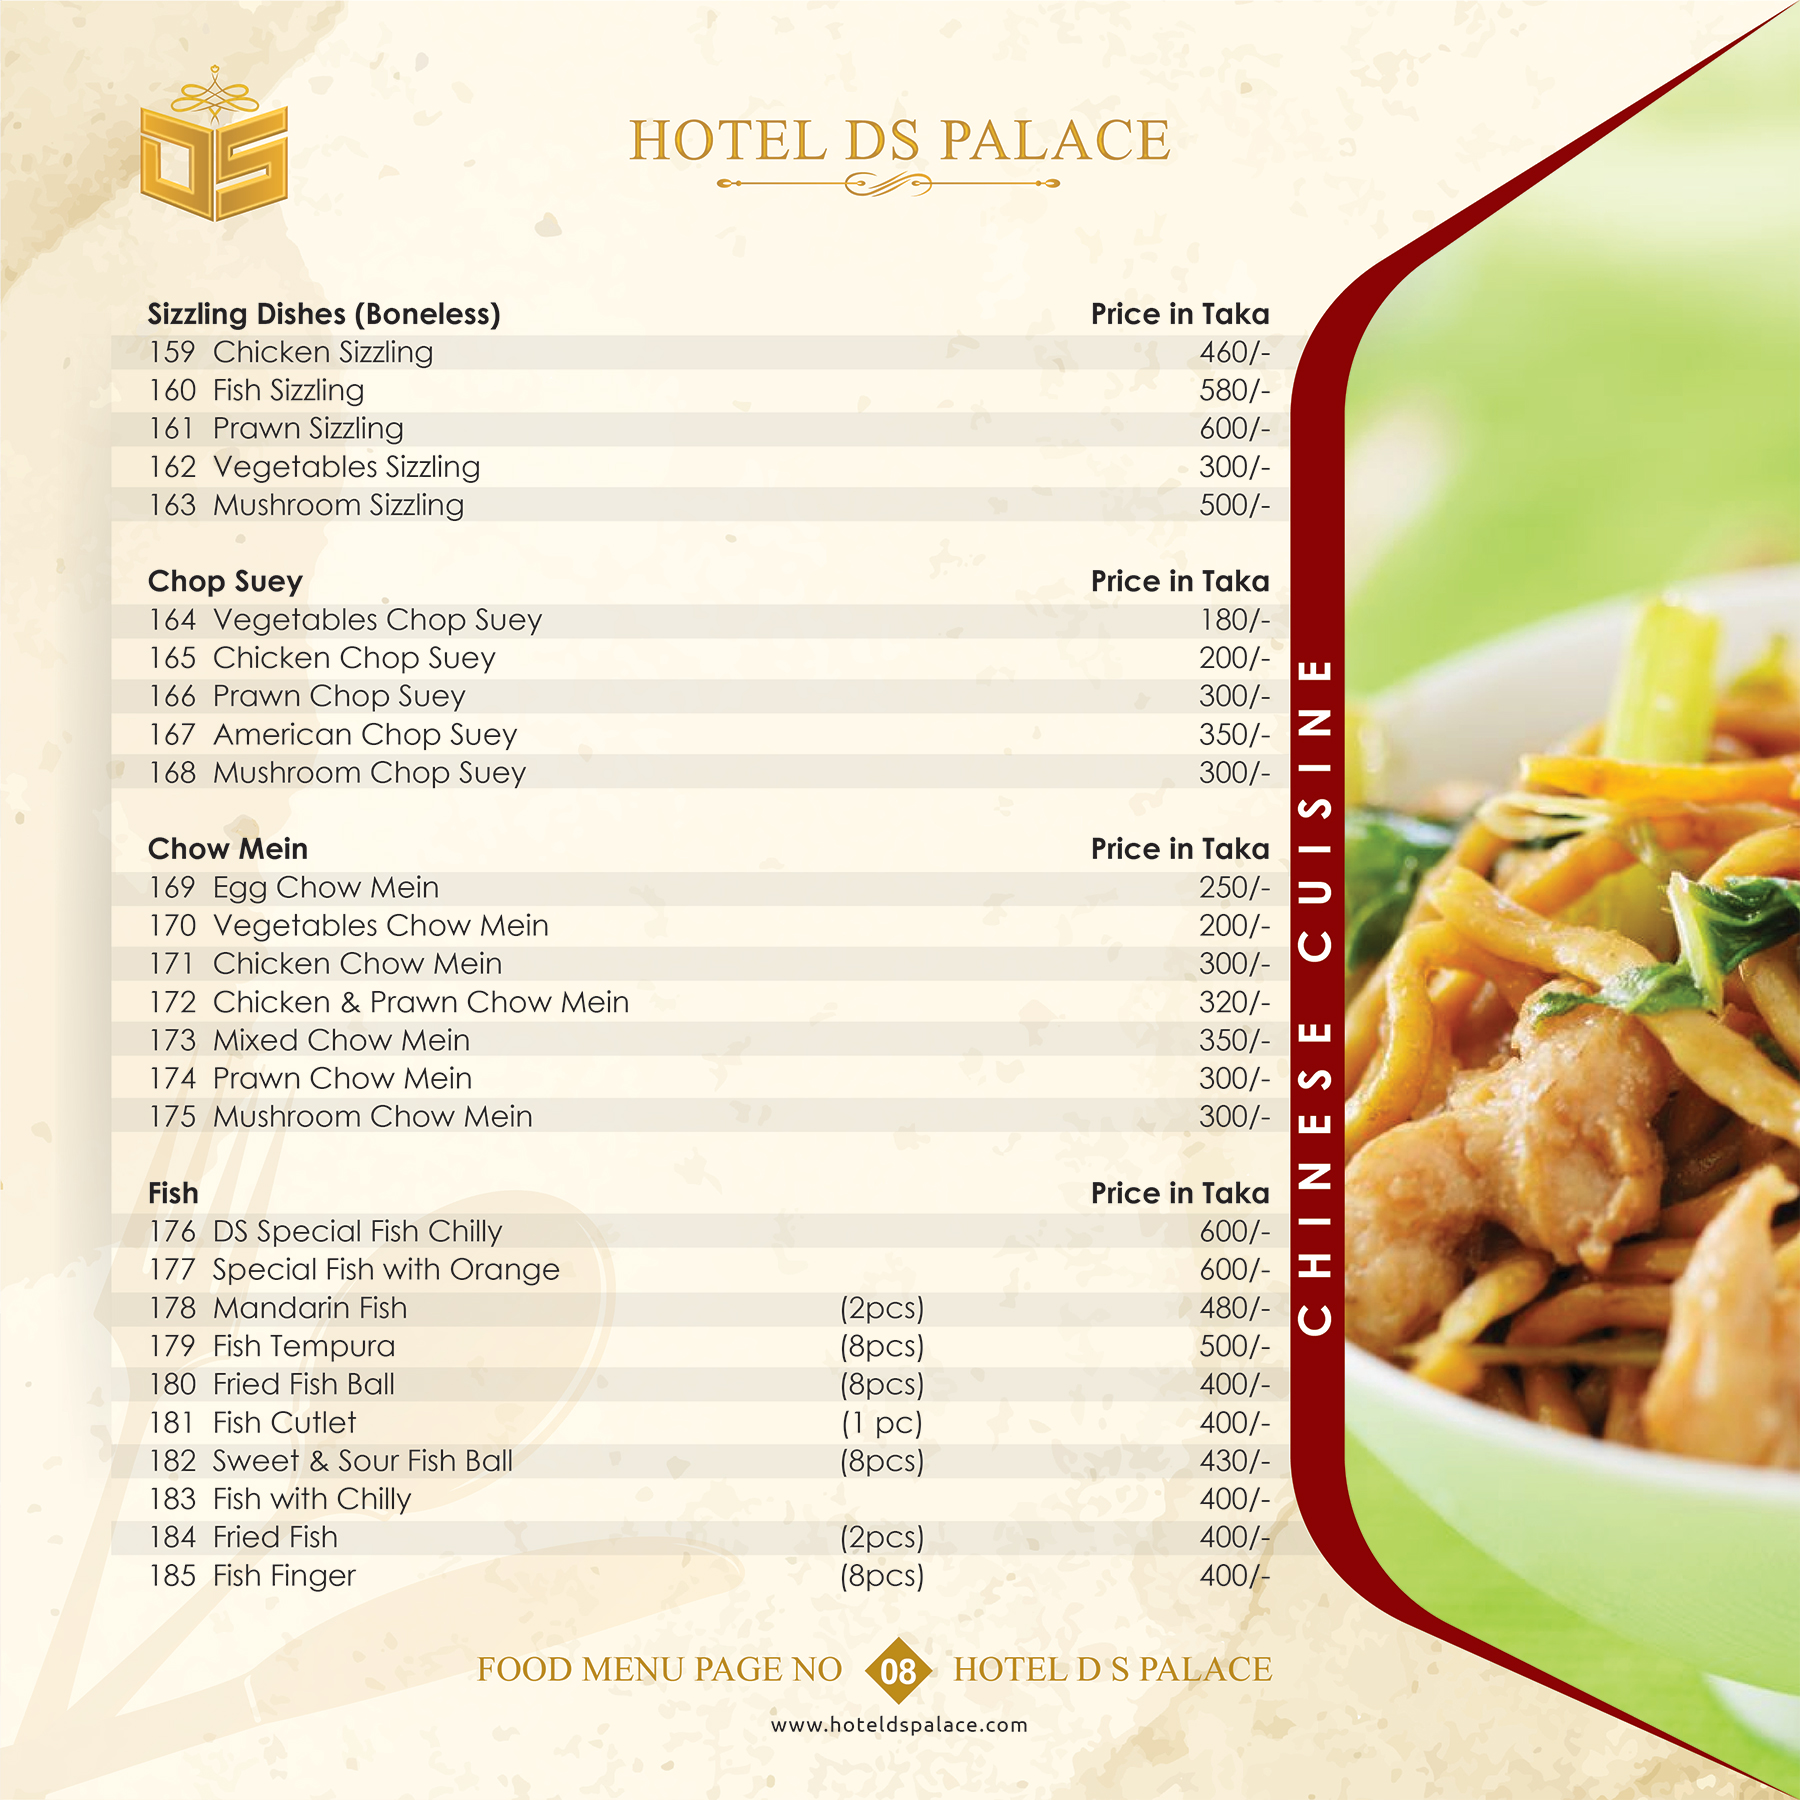 DS
HOTEL DS PALACE
Sizzling Dishes (Boneless) Price in Taka
159 Chicken Sizzling 460/-
160 Fish Sizzling 580/-
161 Prawn Sizzling 600/-
162 Vegetables Sizzling 300/-
163 Mushroom Sizzling 500/-
Chop Suey Price in Taka
164 Vegetables Chop Suey 180/-
165 Chicken Chop Suey 200/-
166 Prawn Chop Suey 300/-
167 American Chop Suey 350/-
168 Mushroom Chop Suey 300/-
Chow Mein Price in Taka
169 Egg Chow Mein 250/-
170 Vegetables Chow Mein 200/-
171 Chicken Chow Mein 300/-
172 Chicken & Prawn Chow Mein 320/-
173 Mixed Chow Mein 350/-
174 Prawn Chow Mein 300/-
175 Mushroom Chow Mein 300/-
Fish Price in Taka
176 DS Special Fish Chilly 600/-
177 Special Fish with Orange 600/-
178 Mandarin Fish (2pcs) 480/-
179 Fish Tempura (8pcs) 500/-
180 Fried Fish Ball (8pcs) 400/-
181 Fish Cutlet (1 pc) 400/-
182 Sweet & Sour Fish Ball (8pcs) 430/-
183 Fish with Chilly 400/-
184 Fried Fish (2pcs) 400/-
185 Fish Finger (8pcs) 400/-
CHINESE CUISINE
FOOD MENU PAGE NO 08 HOTEL D S PALACE
www.hoteldspalace.com